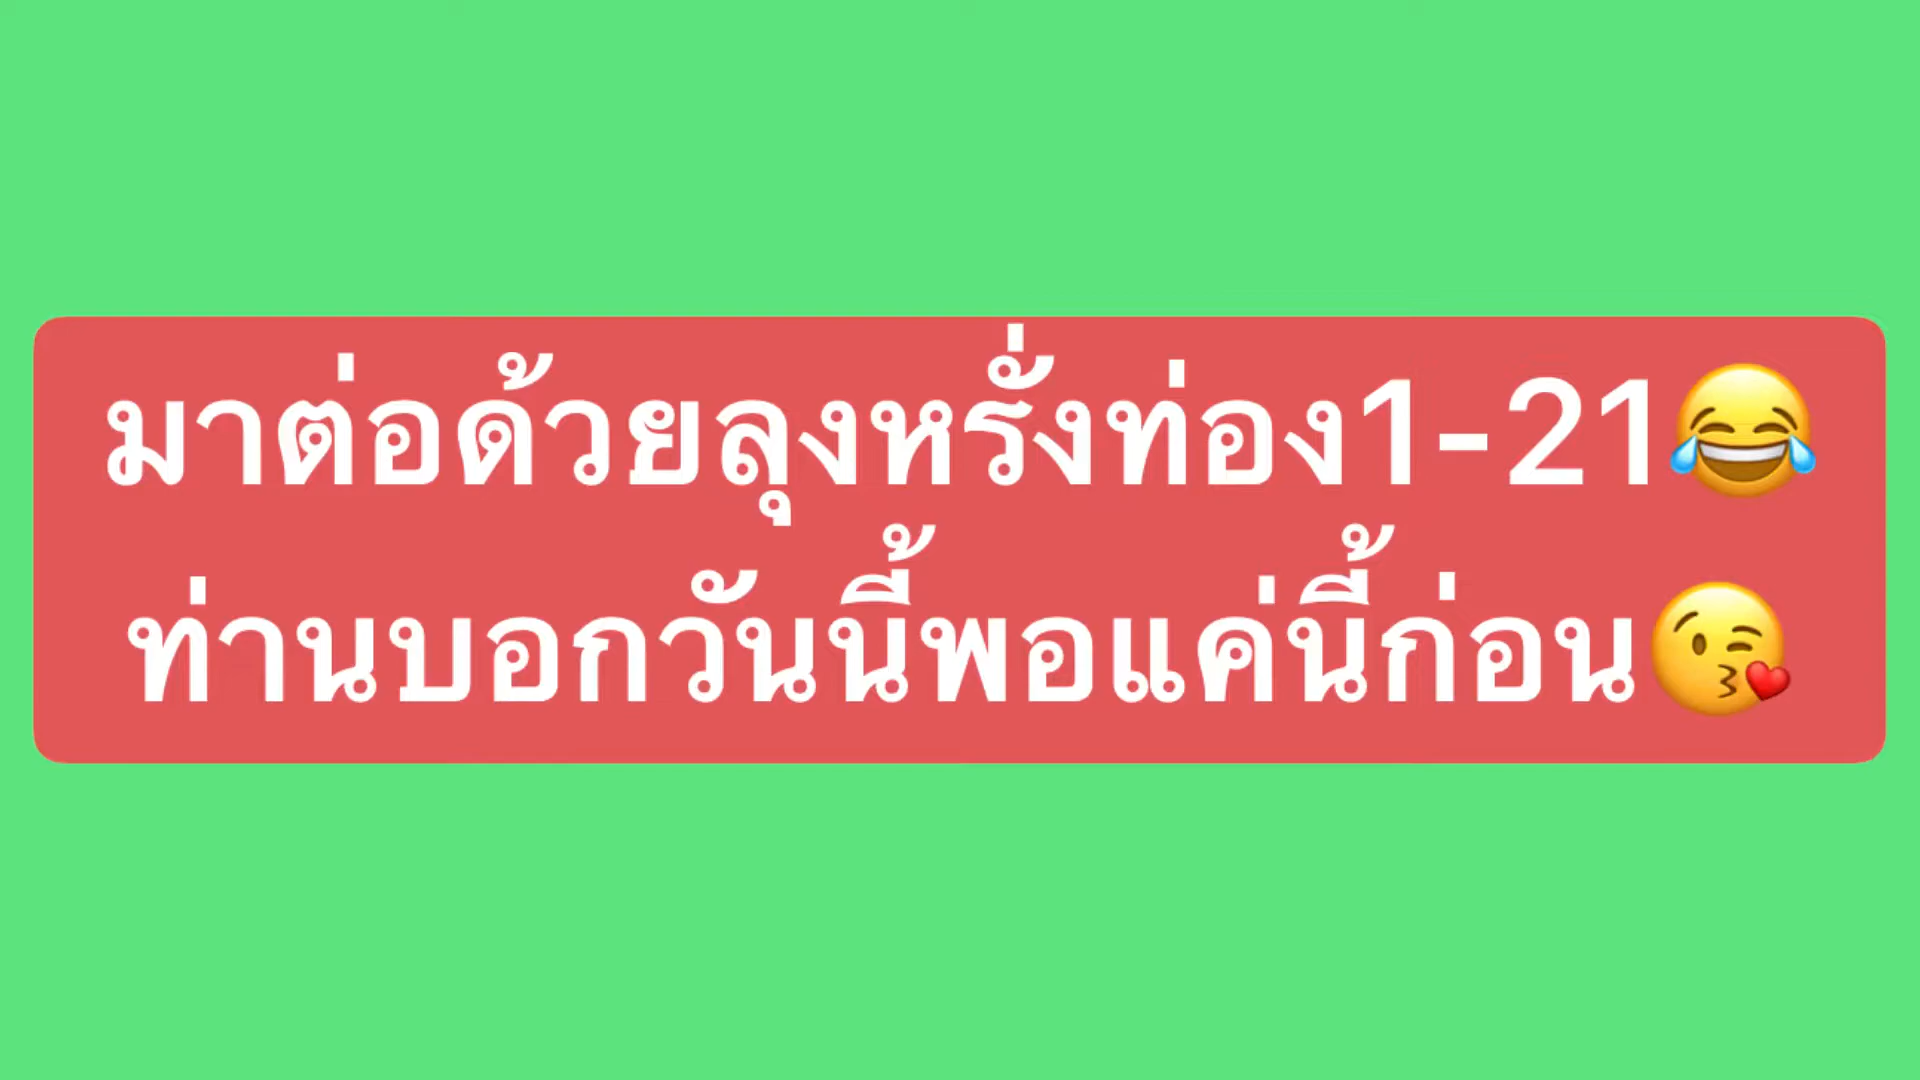 มาต่อด้วยลุงหรั่งท่อง1-21😂
ท่านบอกวันนี้พอแค่นี้ก่อน😘